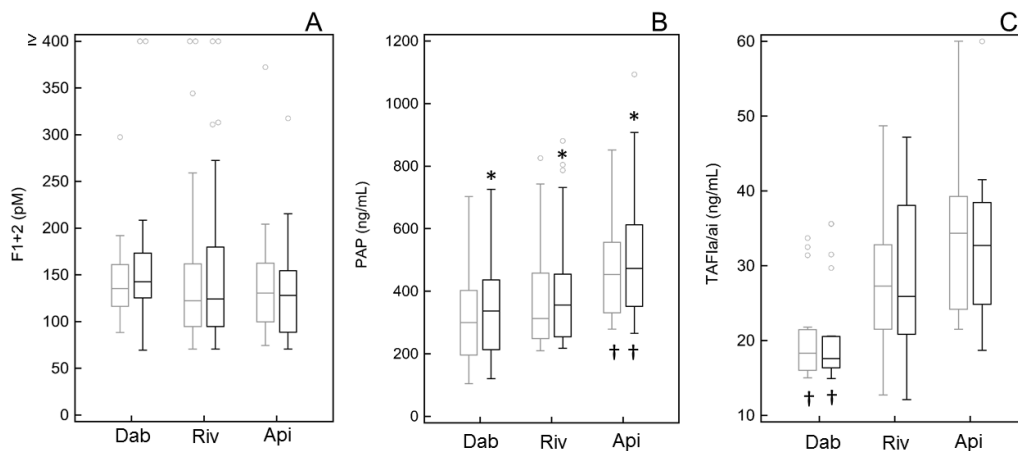 A
B
C
400
350
300
250
200
150
100
50
0
F1+2 (pM)
Dab
Riv
Api
1200
1000
800
600
400
200
0
PAP (ng/mL)
*
*
*
† †
Dab
Riv
Api
60
50
40
30
20
10
TAFIa/ai (ng/mL)
† †
Dab
Riv
Api